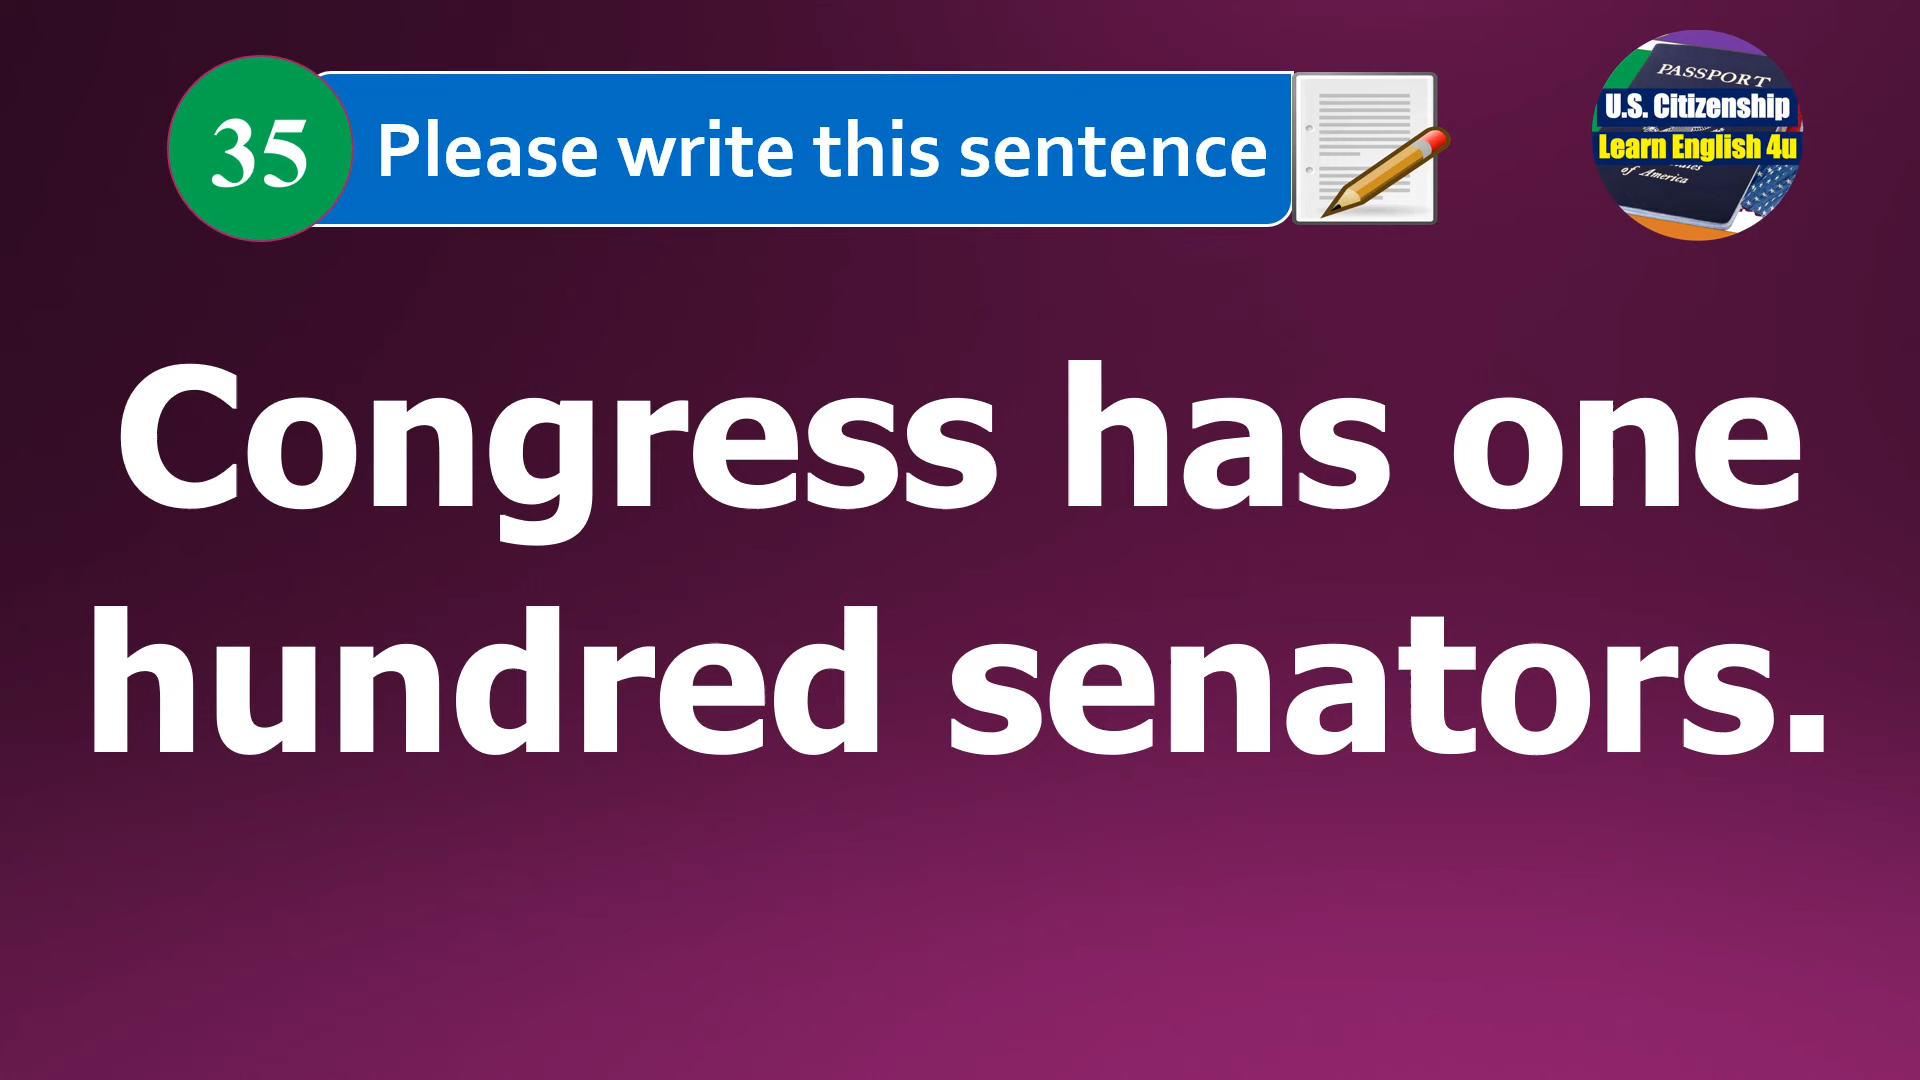 35
Please write this sentence
PASSPORT
U.S. Citizenship
Learn English 4u
of America
Congress has one
hundred senators.